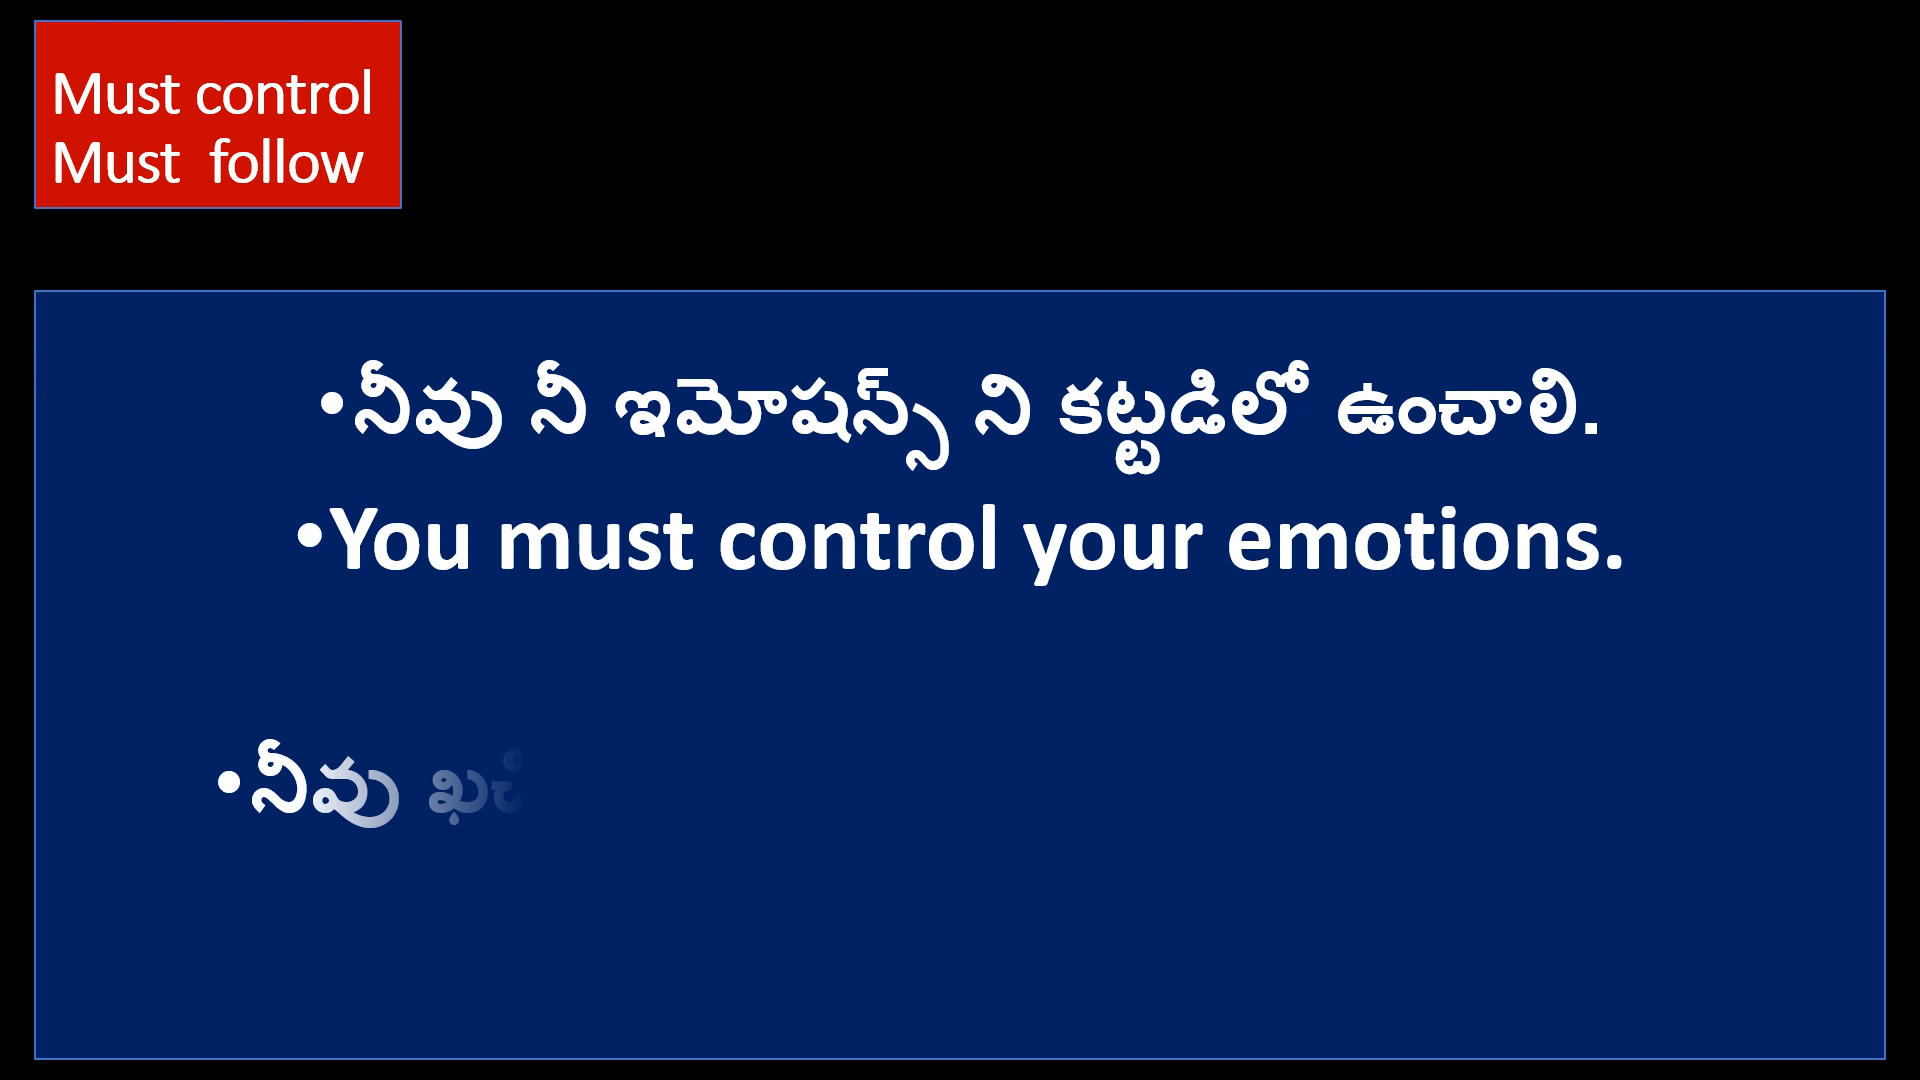 Must control
Must follow
•నీవు నీ ఇమోషన్స్ ని కట్టడిలో ఉంచాలి.
•You must control your emotions.
•నీవు